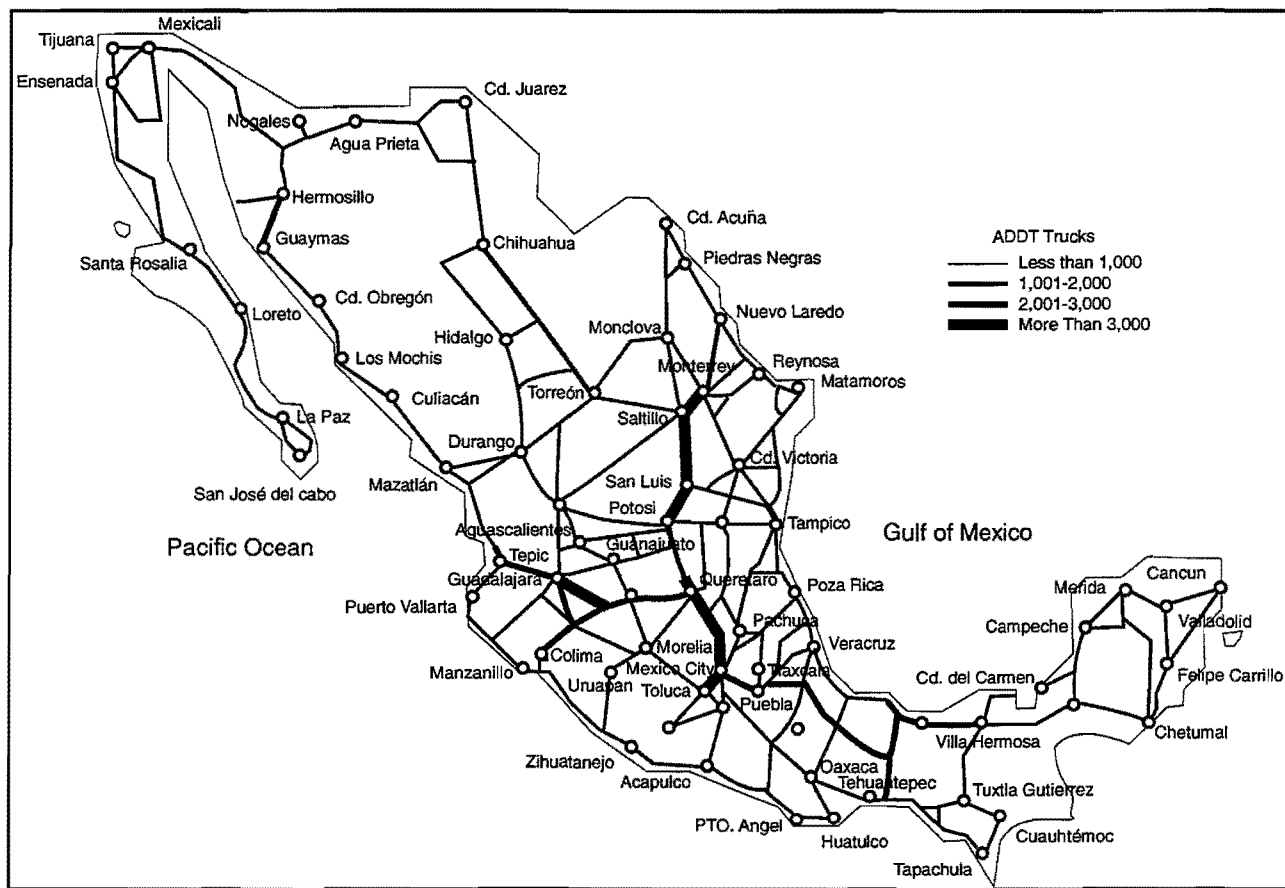 Mexicali
Tijuana
Ensenada
Cd. Juarez
Nogales
Agua Prieta
Hermosillo
Guaymas
Santa Rosalia
Chihuahua
Cd. Acuña
Piedras Negras
ADDT Trucks
Less than 1,000
1,001-2,000
2,001-3,000
More Than 3,000
Cd. Obregón
Loreto
Nuevo Laredo
Hidalgo
Monclova
Los Mochis
Monterrey
Reynosa
Matamoros
Culiacán
Torreón
La Paz
Saltillo
Durango
Cd. Victoria
Mazatlán
San José del cabo
San Luis
Potosi
Tampico
Aguascalientes
Pacific Ocean
Gulf of Mexico
Guanajuato
Tepic
Guadalajara
Queretaro
Poza Rica
Merida
Cancun
Puerto Vallarta
Pachuca
Valladolid
Campeche
Morelia
Veracruz
Colima
Manzanillo
Mexico City
Tlaxcala
Uruapan
Cd. del Carmen
Felipe Carrillo
Toluca
Puebla
Villa Hermosa
Chetumal
Zihuatanejo
Oaxaca
Acapulco
Tehuantepec
Tuxtla Gutierrez
PTO. Angel
Huatulco
Cuauhtémoc
Tapachula